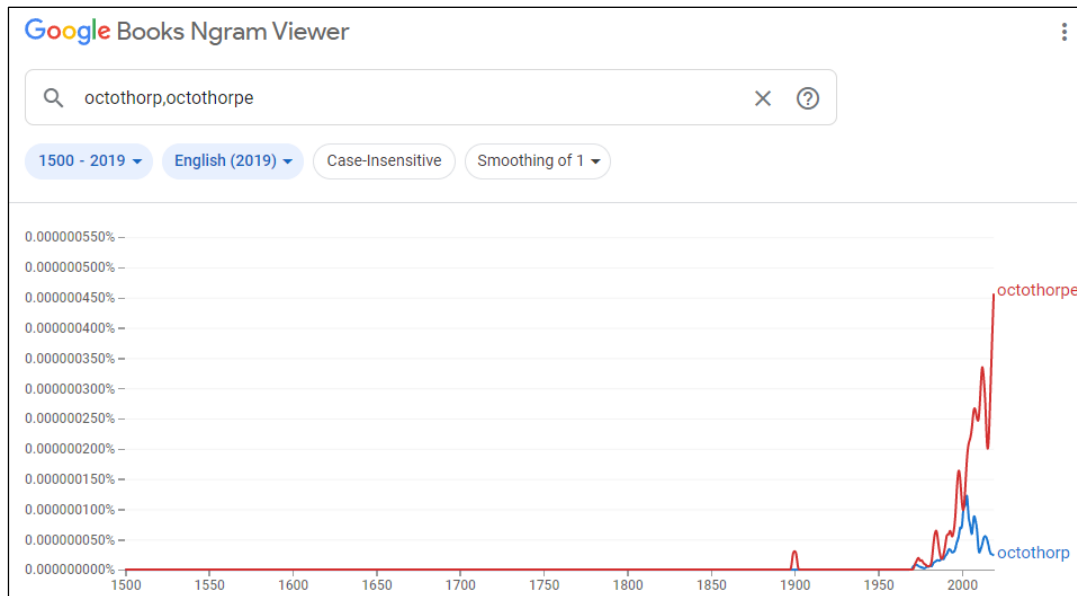 Google Books Ngram Viewer
octothorp,octothorpe
1500 - 2019 English (2019) Case-Insensitive Smoothing of 1
0.000000550%
0.000000500%
0.000000450%
octothorpe
0.000000400%
0.000000350%
0.000000300%
0.000000250%
0.000000200%
0.000000150%
0.000000100%
0.000000050%
octothorp
0.000000000%
1500 1550 1600 1650 1700 1750 1800 1850 1900 1950 2000